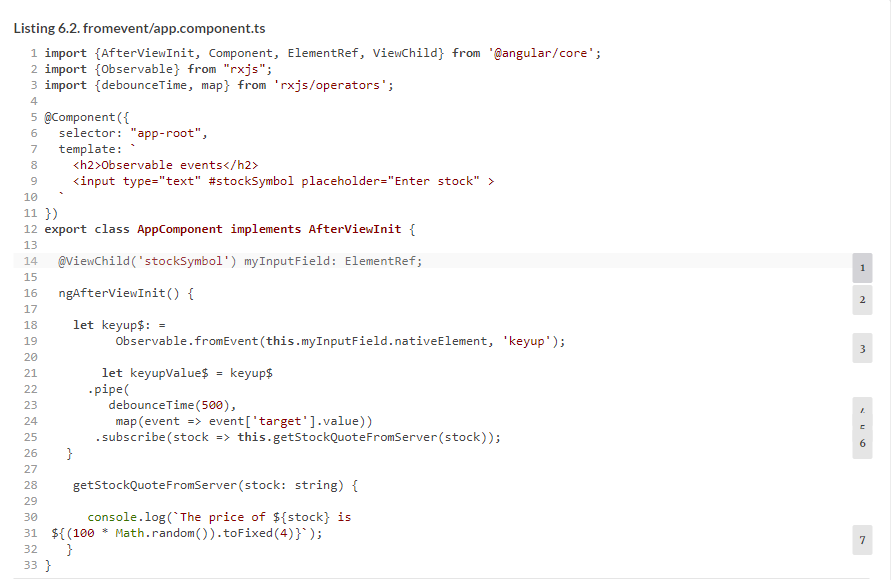 Listing 6.2. fromevent/app.component.ts
1 import {AfterViewInit, Component, ElementRef, ViewChild} from '@angular/core';
2 import {Observable} from "rxjs";
3 import {debounceTime, map} from 'rxjs/operators';
4
5 @Component({
6 selector: "app-root",
7 template: `
8 <h2>Observable events</h2>
9 <input type="text" #stockSymbol placeholder="Enter stock" >
10 `
11 })
12 export class AppComponent implements AfterViewInit {
13
14 @ViewChild('stockSymbol') myInputField: ElementRef; 1
15
16 ngAfterViewInit() { 2
17
18 let keyup$: =
19 Observable.fromEvent(this.myInputField.nativeElement, 'keyup'); 3
20
21 let keyupValue$ = keyup$
22 .pipe(
23 debounceTime(500),
24 map(event => event['target'].value))
25 .subscribe(stock => this.getStockQuoteFromServer(stock)); 6
26 }
27
28 getStockQuoteFromServer(stock: string) {
29
30 console.log(`The price of ${stock} is
31 ${(100 * Math.random()).toFixed(4)}`); 7
32 }
33 }